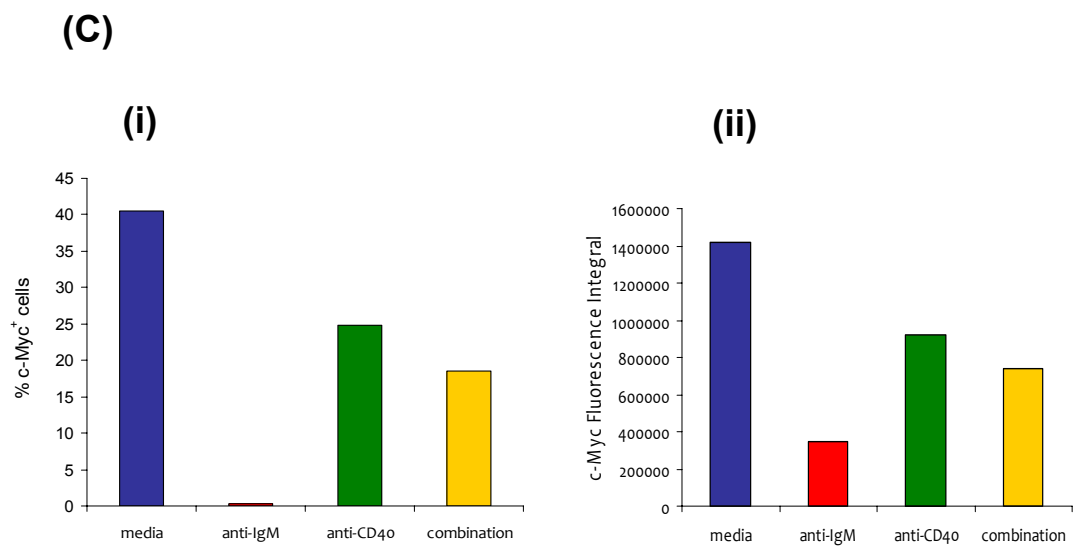 (C)
(i)
% c-Myc⁺ cells
45
40
35
30
25
20
15
10
5
0
media anti-IgM anti-CD40 combination
(ii)
c-Myc Fluorescence Integral
1600000
1400000
1200000
1000000
800000
600000
400000
200000
0
media anti-IgM anti-CD40 combination